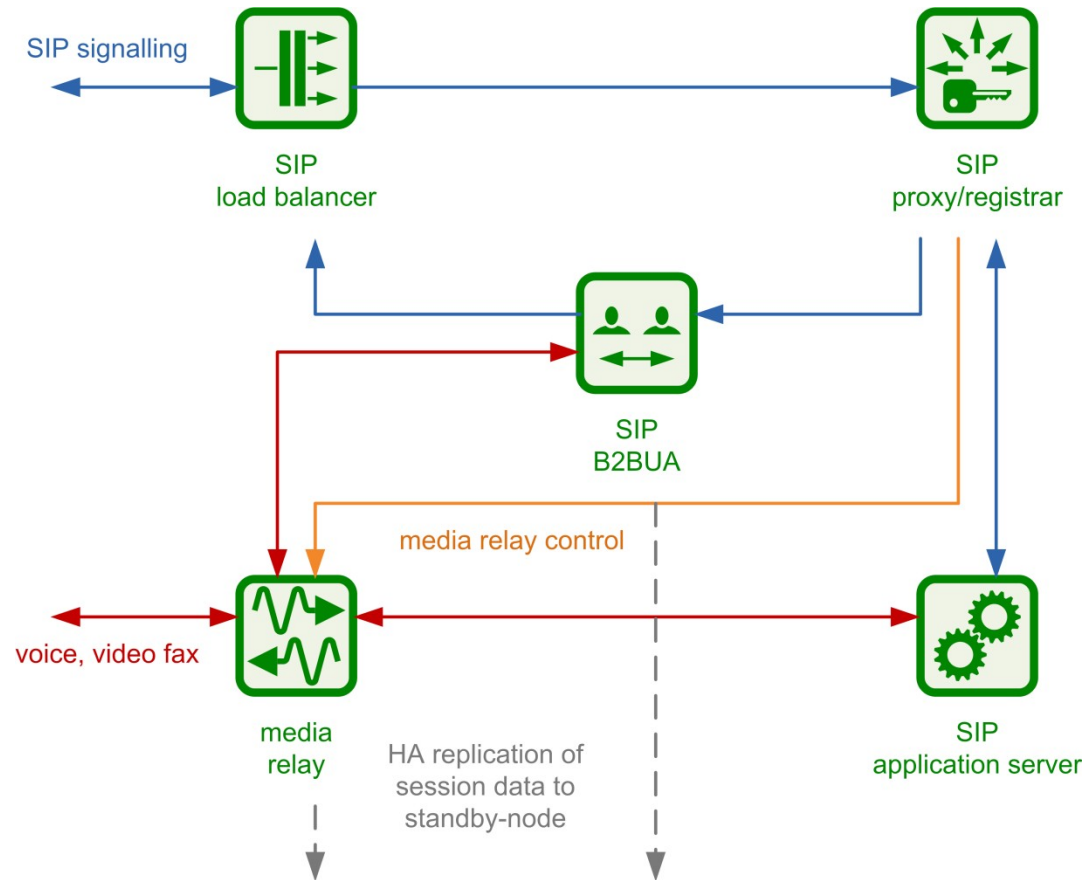 SIP signalling
SIP
load balancer
SIP
proxy/registrar
SIP
B2BUA
media relay control
voice, video fax
media
relay
HA replication of
session data to
standby-node
SIP
application server